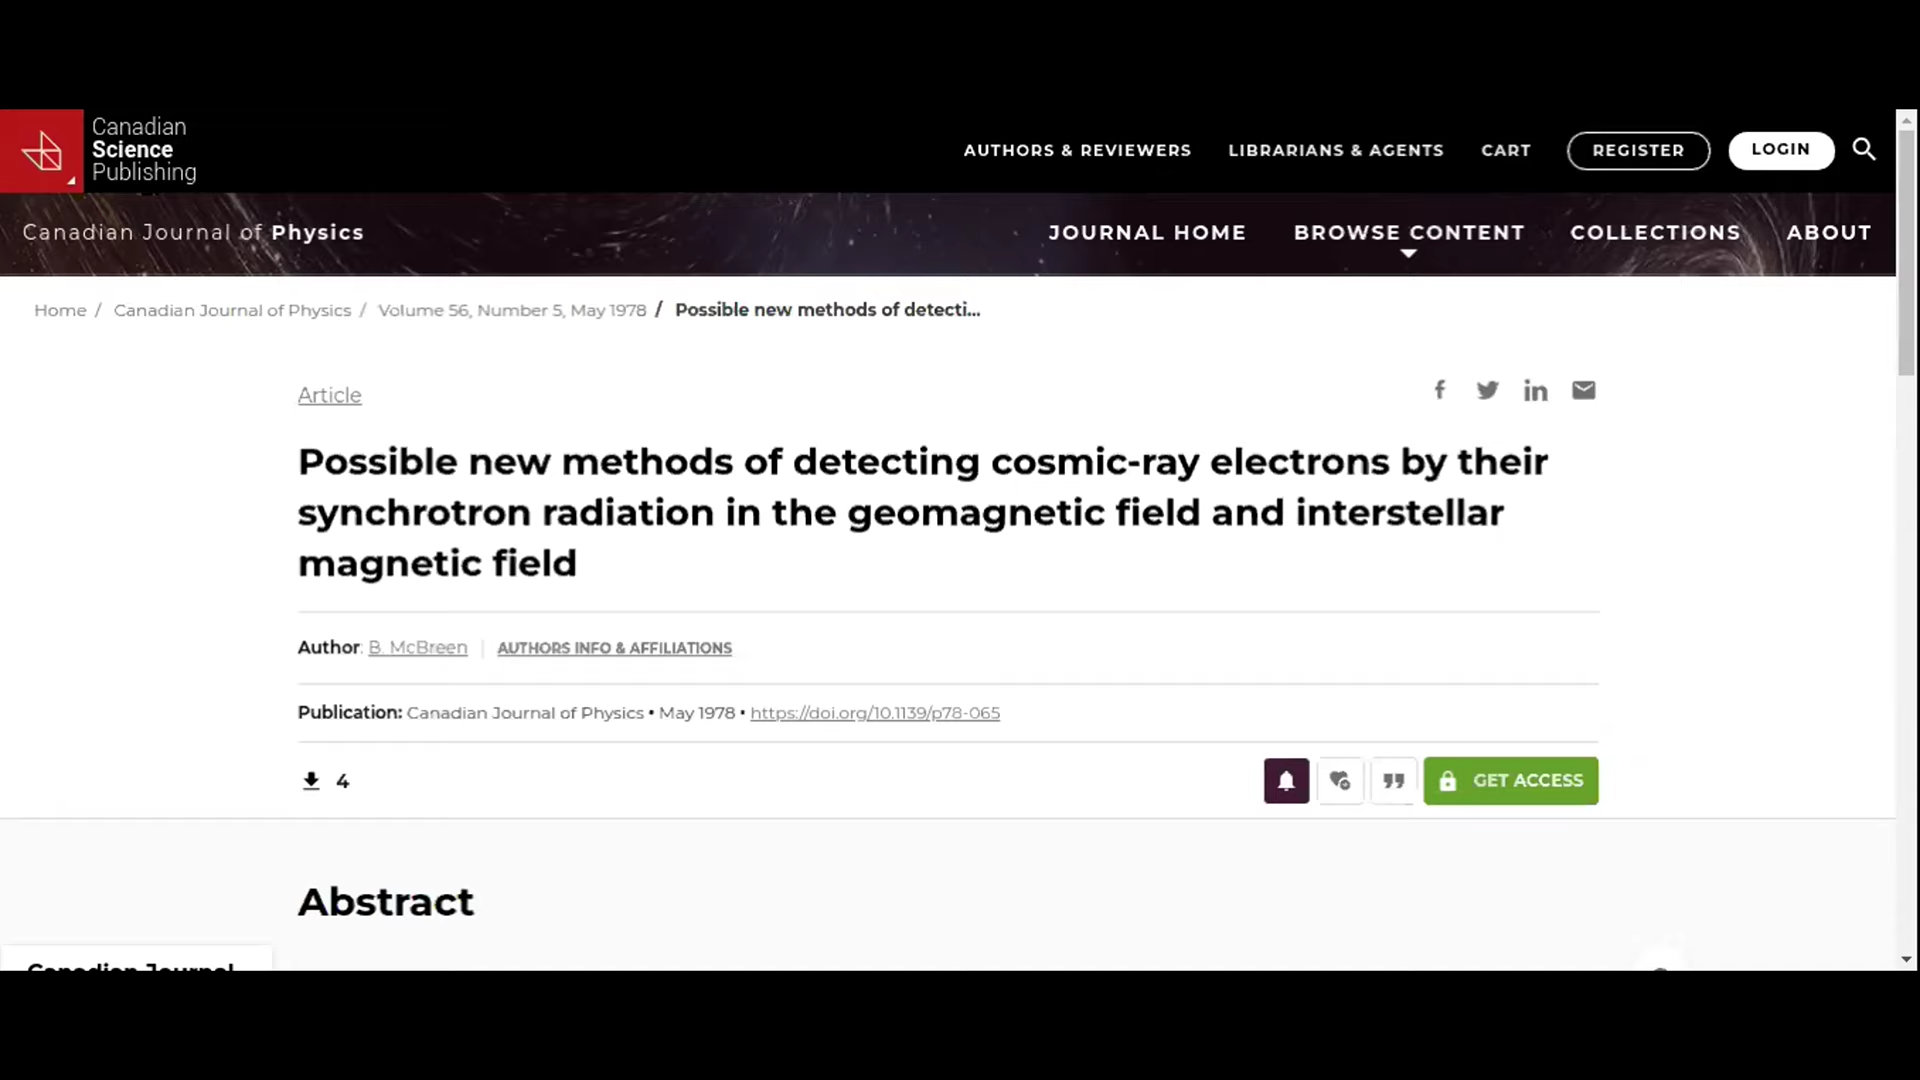 Canadian
Science
Publishing
AUTHORS & REVIEWERS LIBRARIANS & AGENTS CART REGISTER LOGIN
Canadian Journal of Physics JOURNAL HOME BROWSE CONTENT COLLECTIONS ABOUT
Home / Canadian Journal of Physics / Volume 56, Number 5, May 1978 / Possible new methods of detecti...
Article
Possible new methods of detecting cosmic-ray electrons by their
synchrotron radiation in the geomagnetic field and interstellar
magnetic field
Author: B. McBreen AUTHORS INFO & AFFILIATIONS
Publication: Canadian Journal of Physics • May 1978 • https://doi.org/10.1139/p78-065
4 GET ACCESS
Abstract
Canadian Journal